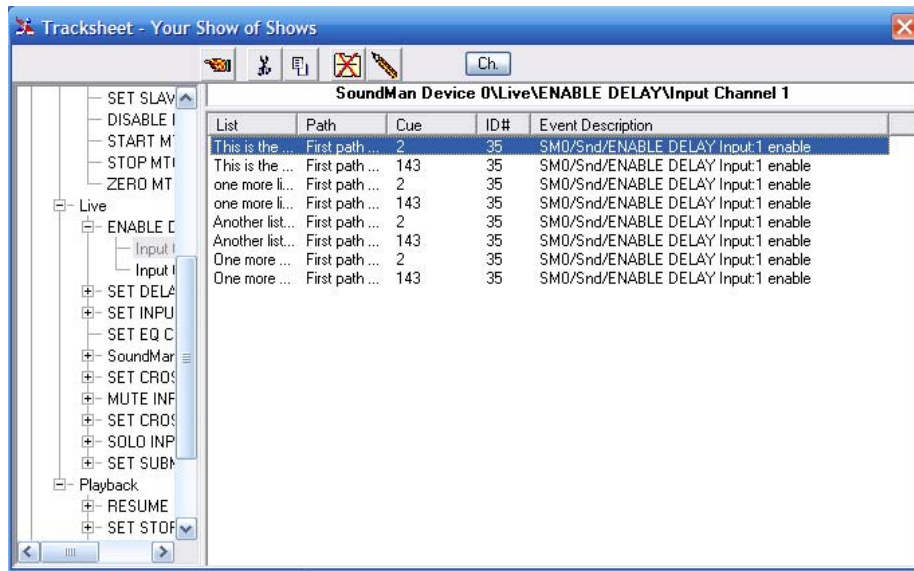 Tracksheet - Your Show of Shows
Ch.
SoundMan Device 0\Live\ENABLE DELAY\Input Channel 1
SET SLAV
DISABLE
START M
STOP MT
ZERO MT
Live
ENABLE D
Input
Input
SET DELA
SET INPU
SET EQ C
SoundMan
SET CROS
MUTE INP
SET CROS
SOLO INP
SET SUBM
Playback
RESUME
SET STOP
List Path Cue ID# Event Description
This is the ... First path ... 2 35 SM0/Snd/ENABLE DELAY Input:1 enable
This is the ... First path ... 143 35 SM0/Snd/ENABLE DELAY Input:1 enable
one more li... First path ... 2 35 SM0/Snd/ENABLE DELAY Input:1 enable
one more li... First path ... 143 35 SM0/Snd/ENABLE DELAY Input:1 enable
Another list... First path ... 2 35 SM0/Snd/ENABLE DELAY Input:1 enable
Another list... First path ... 143 35 SM0/Snd/ENABLE DELAY Input:1 enable
One more ... First path ... 2 35 SM0/Snd/ENABLE DELAY Input:1 enable
One more ... First path ... 143 35 SM0/Snd/ENABLE DELAY Input:1 enable